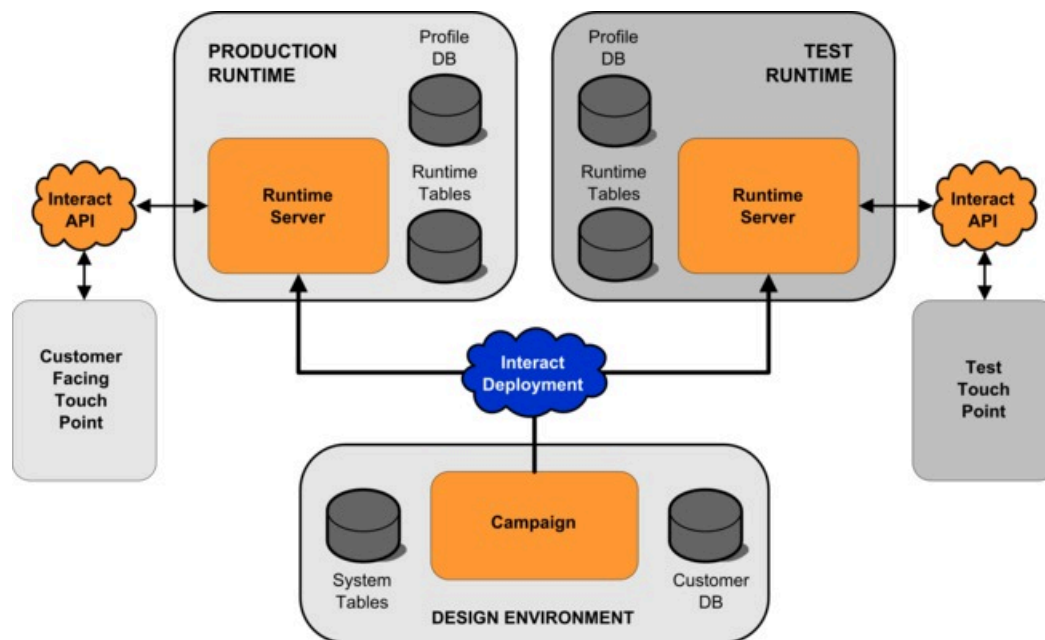 PRODUCTION
RUNTIME
Profile
DB
Runtime
Tables
Runtime
Server
Interact
API
Customer
Facing
Touch
Point
Profile
DB
TEST
RUNTIME
Runtime
Tables
Runtime
Server
Interact
API
Test
Touch
Point
Interact
Deployment
Campaign
System
Tables
Customer
DB
DESIGN ENVIRONMENT